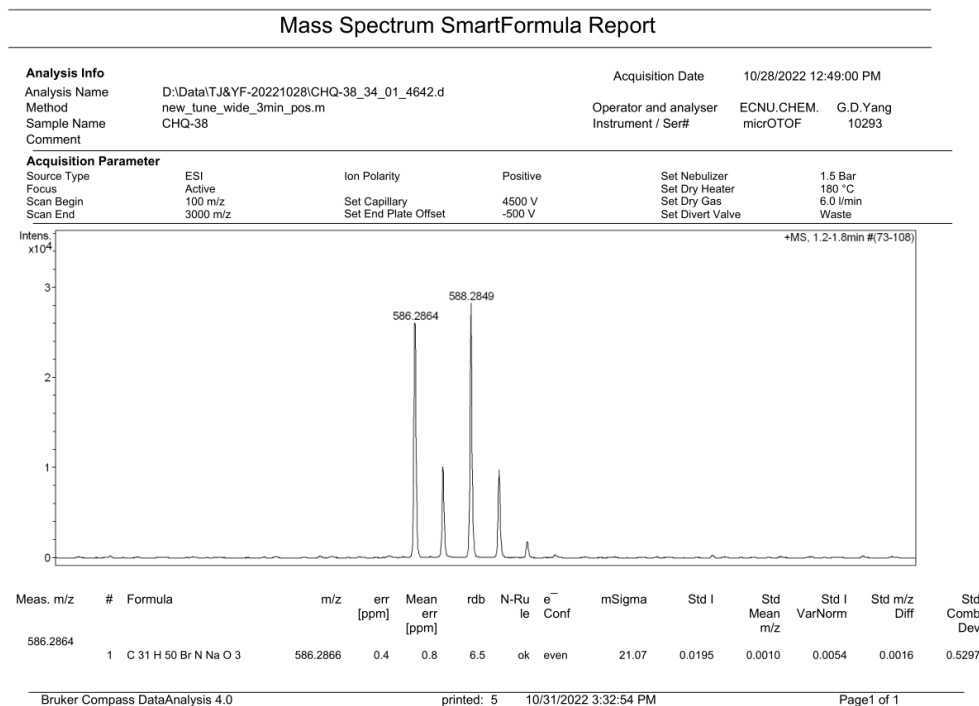 Mass Spectrum SmartFormula Report
Analysis Info
Acquisition Date 10/28/2022 12:49:00 PM
Analysis Name D:\Data\TJ&YF-20221028\CHQ-38_34_01_4642.d
Method new_tune_wide_3min_pos.m Operator and analyser ECNU.CHEM. G.D.Yang
Sample Name CHQ-38 Instrument / Ser# micrOTOF 10293
Comment
Acquisition Parameter
Source Type ESI Ion Polarity Positive Set Nebulizer 1.5 Bar
Focus Active Set Dry Heater 180 °C
Scan Begin 100 m/z Set Capillary 4500 V Set Dry Gas 6.0 l/min
Scan End 3000 m/z Set End Plate Offset -500 V Set Divert Valve Waste
Intens. +MS, 1.2-1.8min #(73-108)
x10⁴
3
588.2849
586.2864
2
1
0
Meas. m/z # Formula m/z err Mean rdb N-Ru e⁻ mSigma Std I Std Std I Std m/z Std
[ppm] err le Conf Mean VarNorm Diff Comb
[ppm] m/z Dev
586.2864
1 C 31 H 50 Br N Na O 3 586.2866 0.4 0.8 6.5 ok even 21.07 0.0195 0.0010 0.0054 0.0016 0.5297
Bruker Compass DataAnalysis 4.0 printed: 5 10/31/2022 3:32:54 PM Page1 of 1